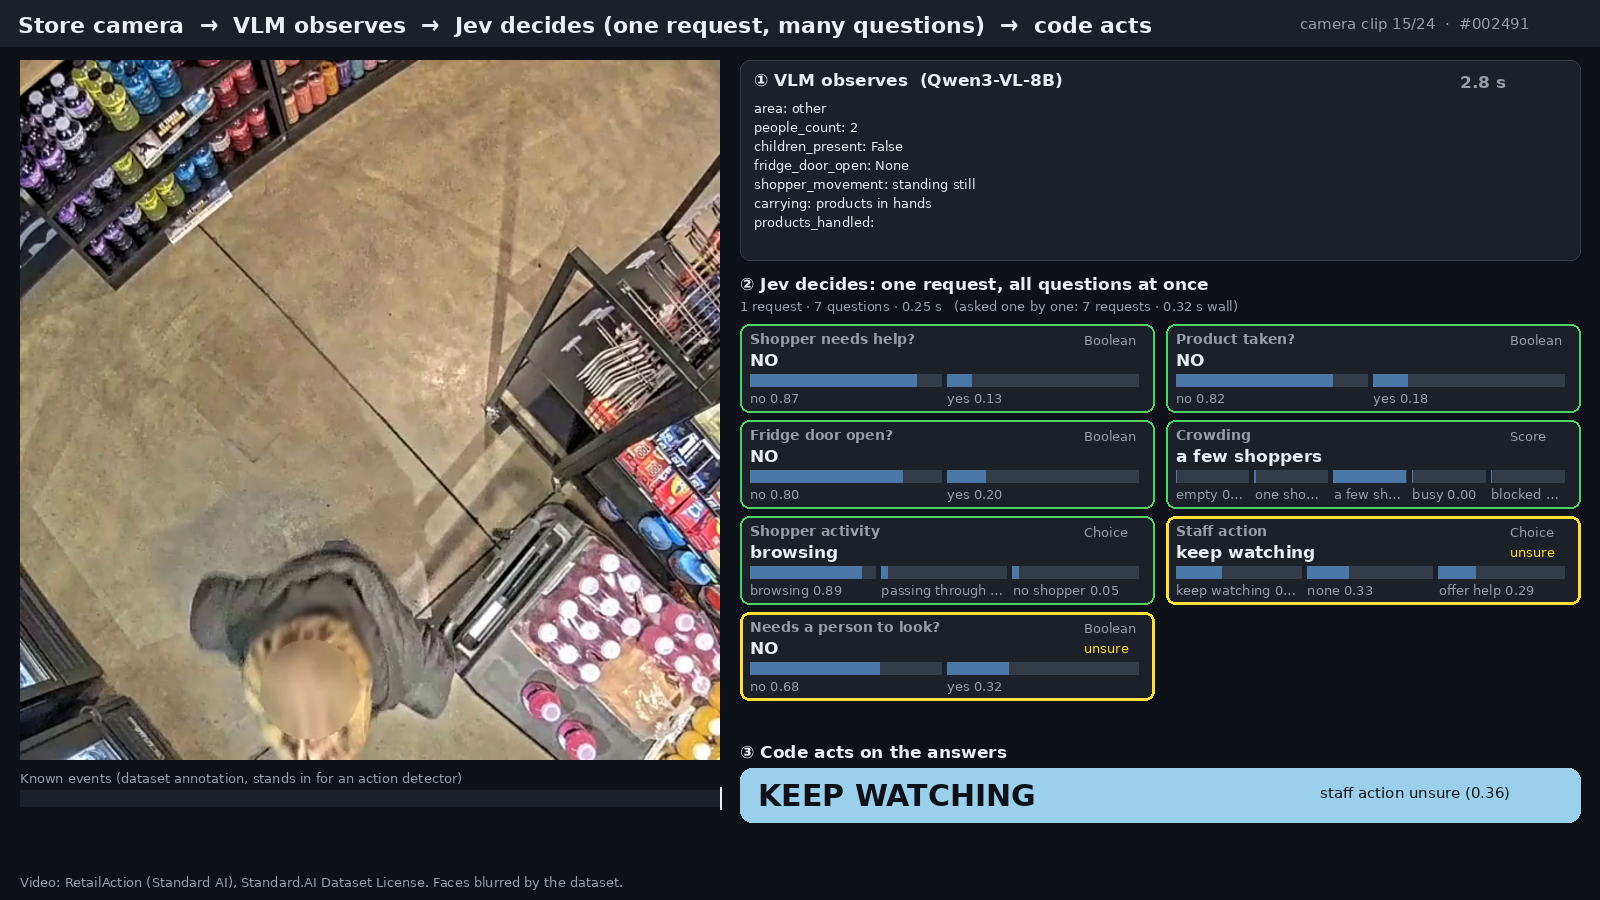 Store camera → VLM observes → Jev decides (one request, many questions) → code acts
camera clip 15/24 · #002491
① VLM observes (Qwen3-VL-8B)
2.8 s
area: other
people_count: 2
children_present: False
fridge_door_open: None
shopper_movement: standing still
carrying: products in hands
products_handled:
② Jev decides: one request, all questions at once
1 request · 7 questions · 0.25 s (asked one by one: 7 requests · 0.32 s wall)
Shopper needs help?
Boolean
NO
no 0.87
yes 0.13
Product taken?
Boolean
NO
no 0.82
yes 0.18
Fridge door open?
Boolean
NO
no 0.80
yes 0.20
Crowding
Score
a few shoppers
empty 0...
one sho...
a few sh...
busy 0.00
blocked ...
Shopper activity
Choice
browsing
browsing 0.89
passing through ...
no shopper 0.05
Staff action
Choice
keep watching
unsure
keep watching 0...
none 0.33
offer help 0.29
Needs a person to look?
Boolean
NO
unsure
no 0.68
yes 0.32
③ Code acts on the answers
KEEP WATCHING
staff action unsure (0.36)
Known events (dataset annotation, stands in for an action detector)
Video: RetailAction (Standard AI), Standard.AI Dataset License. Faces blurred by the dataset.